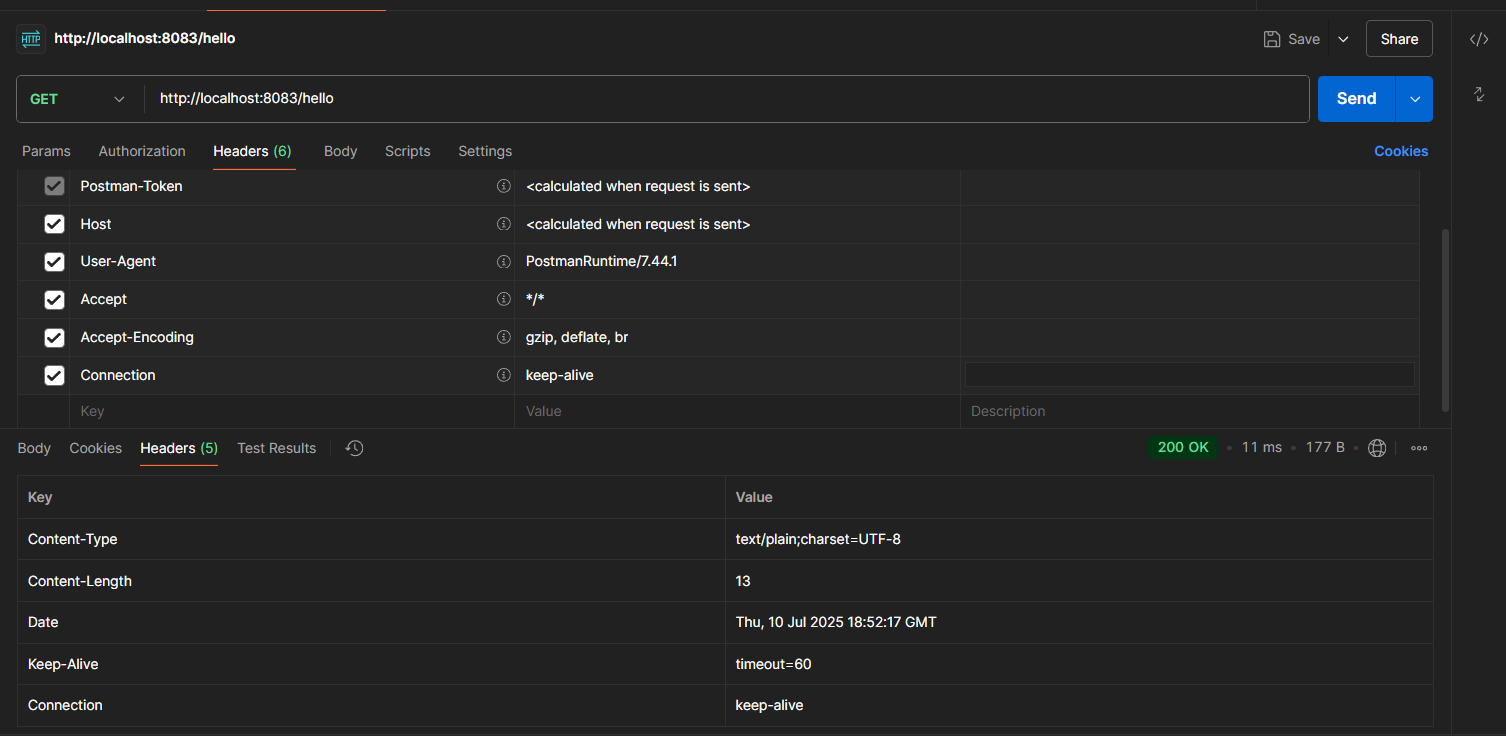 HTTP http://localhost:8083/hello Save Share </>
GET http://localhost:8083/hello Send
Params Authorization Headers (6) Body Scripts Settings Cookies
Postman-Token <calculated when request is sent>
Host <calculated when request is sent>
User-Agent PostmanRuntime/7.44.1
Accept */*
Accept-Encoding gzip, deflate, br
Connection keep-alive
Key Value Description
Body Cookies Headers (5) Test Results 200 OK 11 ms 177 B
Key Value
Content-Type text/plain;charset=UTF-8
Content-Length 13
Date Thu, 10 Jul 2025 18:52:17 GMT
Keep-Alive timeout=60
Connection keep-alive